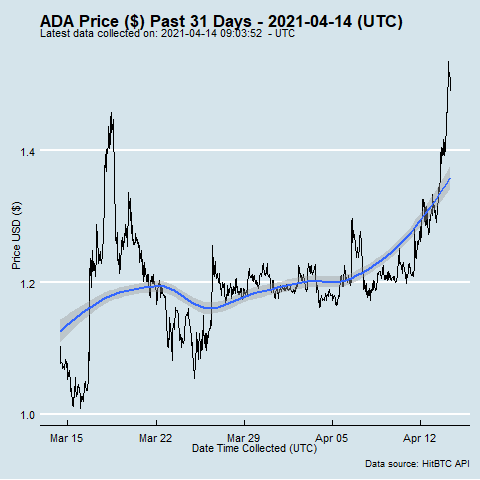 ADA Price ($) Past 31 Days - 2021-04-14 (UTC)
Latest data collected on: 2021-04-14 09:03:52 - UTC
Price USD ($)
1.4
1.2
1.0
Mar 15 Mar 22 Mar 29 Apr 05 Apr 12
Date Time Collected (UTC)
Data source: HitBTC API